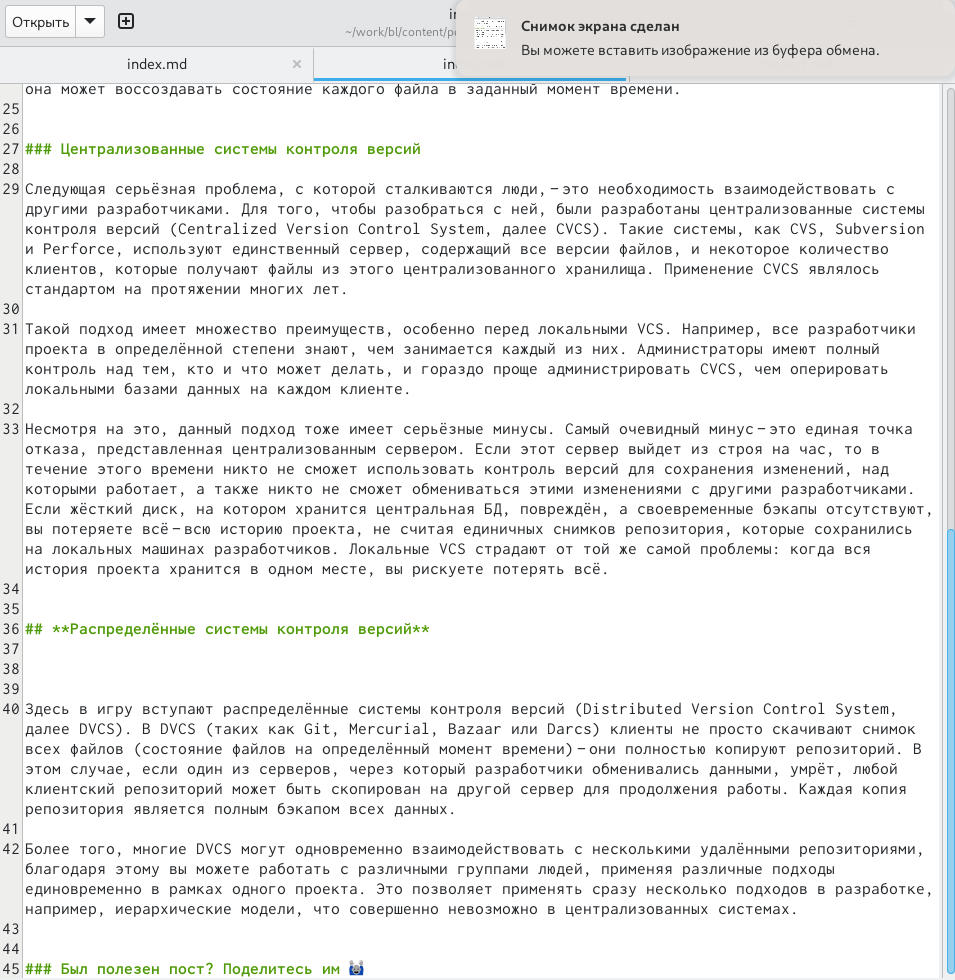 Открыть
in
~/work/bl/content/po
Снимок экрана сделан
Вы можете вставить изображение из буфера обмена.
index.md
in
она может воссоздавать состояние каждого файла в заданный момент времени.
25
26
27 ### Централизованные системы контроля версий
28
29 Следующая серьёзная проблема, с которой сталкиваются люди, — это необходимость взаимодействовать с
другими разработчиками. Для того, чтобы разобраться с ней, были разработаны централизованные системы
контроля версий (Centralized Version Control System, далее CVCS). Такие системы, как CVS, Subversion
и Perforce, используют единственный сервер, содержащий все версии файлов, и некоторое количество
клиентов, которые получают файлы из этого централизованного хранилища. Применение CVCS являлось
стандартом на протяжении многих лет.
30
31 Такой подход имеет множество преимуществ, особенно перед локальными VCS. Например, все разработчики
проекта в определённой степени знают, чем занимается каждый из них. Администраторы имеют полный
контроль над тем, кто и что может делать, и гораздо проще администрировать CVCS, чем оперировать
локальными базами данных на каждом клиенте.
32
33 Несмотря на это, данный подход тоже имеет серьёзные минусы. Самый очевидный минус — это единая точка
отказа, представленная централизованным сервером. Если этот сервер выйдет из строя на час, то в
течение этого времени никто не сможет использовать контроль версий для сохранения изменений, над
которыми работает, а также никто не сможет обмениваться этими изменениями с другими разработчиками.
Если жёсткий диск, на котором хранится центральная БД, повреждён, а своевременные бэкапы отсутствуют,
вы потеряете всё — всю историю проекта, не считая единичных снимков репозитория, которые сохранились
на локальных машинах разработчиков. Локальные VCS страдают от той же самой проблемы: когда вся
история проекта хранится в одном месте, вы рискуете потерять всё.
34
35
36 ## **Распределённые системы контроля версий**
37
38
39
40 Здесь в игру вступают распределённые системы контроля версий (Distributed Version Control System,
далее DVCS). В DVCS (таких как Git, Mercurial, Bazaar или Darcs) клиенты не просто скачивают снимок
всех файлов (состояние файлов на определённый момент времени) — они полностью копируют репозиторий. В
этом случае, если один из серверов, через который разработчики обменивались данными, умрёт, любой
клиентский репозиторий может быть скопирован на другой сервер для продолжения работы. Каждая копия
репозитория является полным бэкапом всех данных.
41
42 Более того, многие DVCS могут одновременно взаимодействовать с несколькими удалёнными репозиториями,
благодаря этому вы можете работать с различными группами людей, применяя различные подходы
единовременно в рамках одного проекта. Это позволяет применять сразу несколько подходов в разработке,
например, иерархические модели, что совершенно невозможно в централизованных системах.
43
44
45 ### Был полезен пост? Поделитесь им